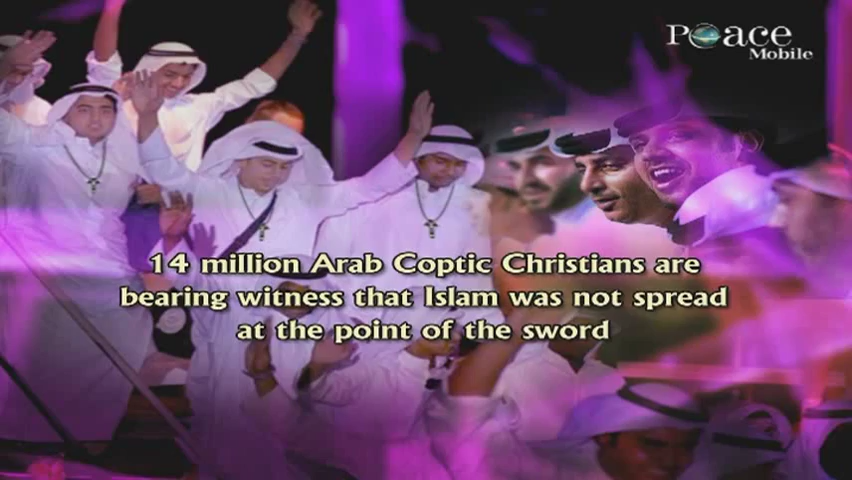 Peace
Mobile
14 million Arab Coptic Christians are
bearing witness that Islam was not spread
at the point of the sword